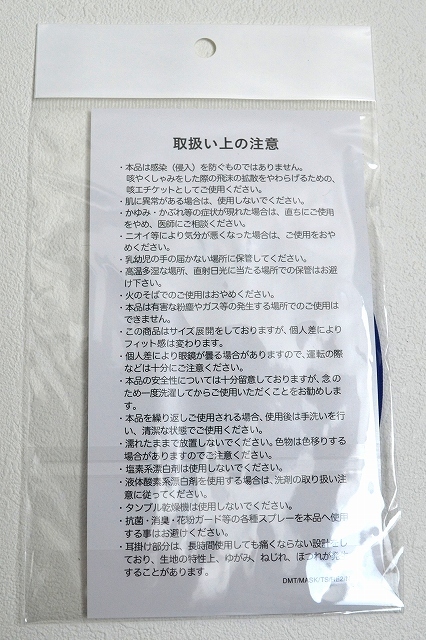 取扱い上の注意
・本品は感染（侵入）を防ぐものではありません。
咳やくしゃみをした際の飛沫の拡散をやわらげるための、
咳エチケットとしてご使用ください。
・肌に異常がある場合は、使用しないでください。
・かゆみ・かぶれ等の症状が現れた場合は、直ちにご使用
をやめ、医師にご相談ください。
・ニオイ等により気分が悪くなった場合は、ご使用をおや
めください。
・乳幼児の手の届かない場所に保管してください。
・高温多湿な場所、直射日光に当たる場所での保管はお避
け下さい。
・火のそばでのご使用はおやめください。
・本品は有害な粉塵やガス等の発生する場所でのご使用は
できません。
・この商品はサイズ展開をしておりますが、個人差により
フィット感は変わります。
・個人差により眼鏡が曇る場合がありますので、運転の際
などは十分にご注意ください。
・本品の安全性については十分留意しておりますが、念の
ため一度洗濯してからご使用いただくことをお勧めしま
す。
・本品を繰り返しご使用される場合、使用後は手洗いを行
い、清潔な状態でご使用ください。
・濡れたままで放置しないでください。色物は色移りする
場合がありますのでご注意ください。
・塩素系漂白剤は使用しないでください。
・液体酸素系漂白剤を使用する場合は、洗剤の取り扱い注
意に従ってください。
・タンブル乾燥機は使用しないでください。
・抗菌・消臭・花粉ガード等の各種スプレーを本品へ使用
する事はお避けください。
・耳掛け部分は、長時間使用しても痛くならない設計と
ており、生地の特性上、ゆがみ、ねじれ、ほつれが
することがあります。